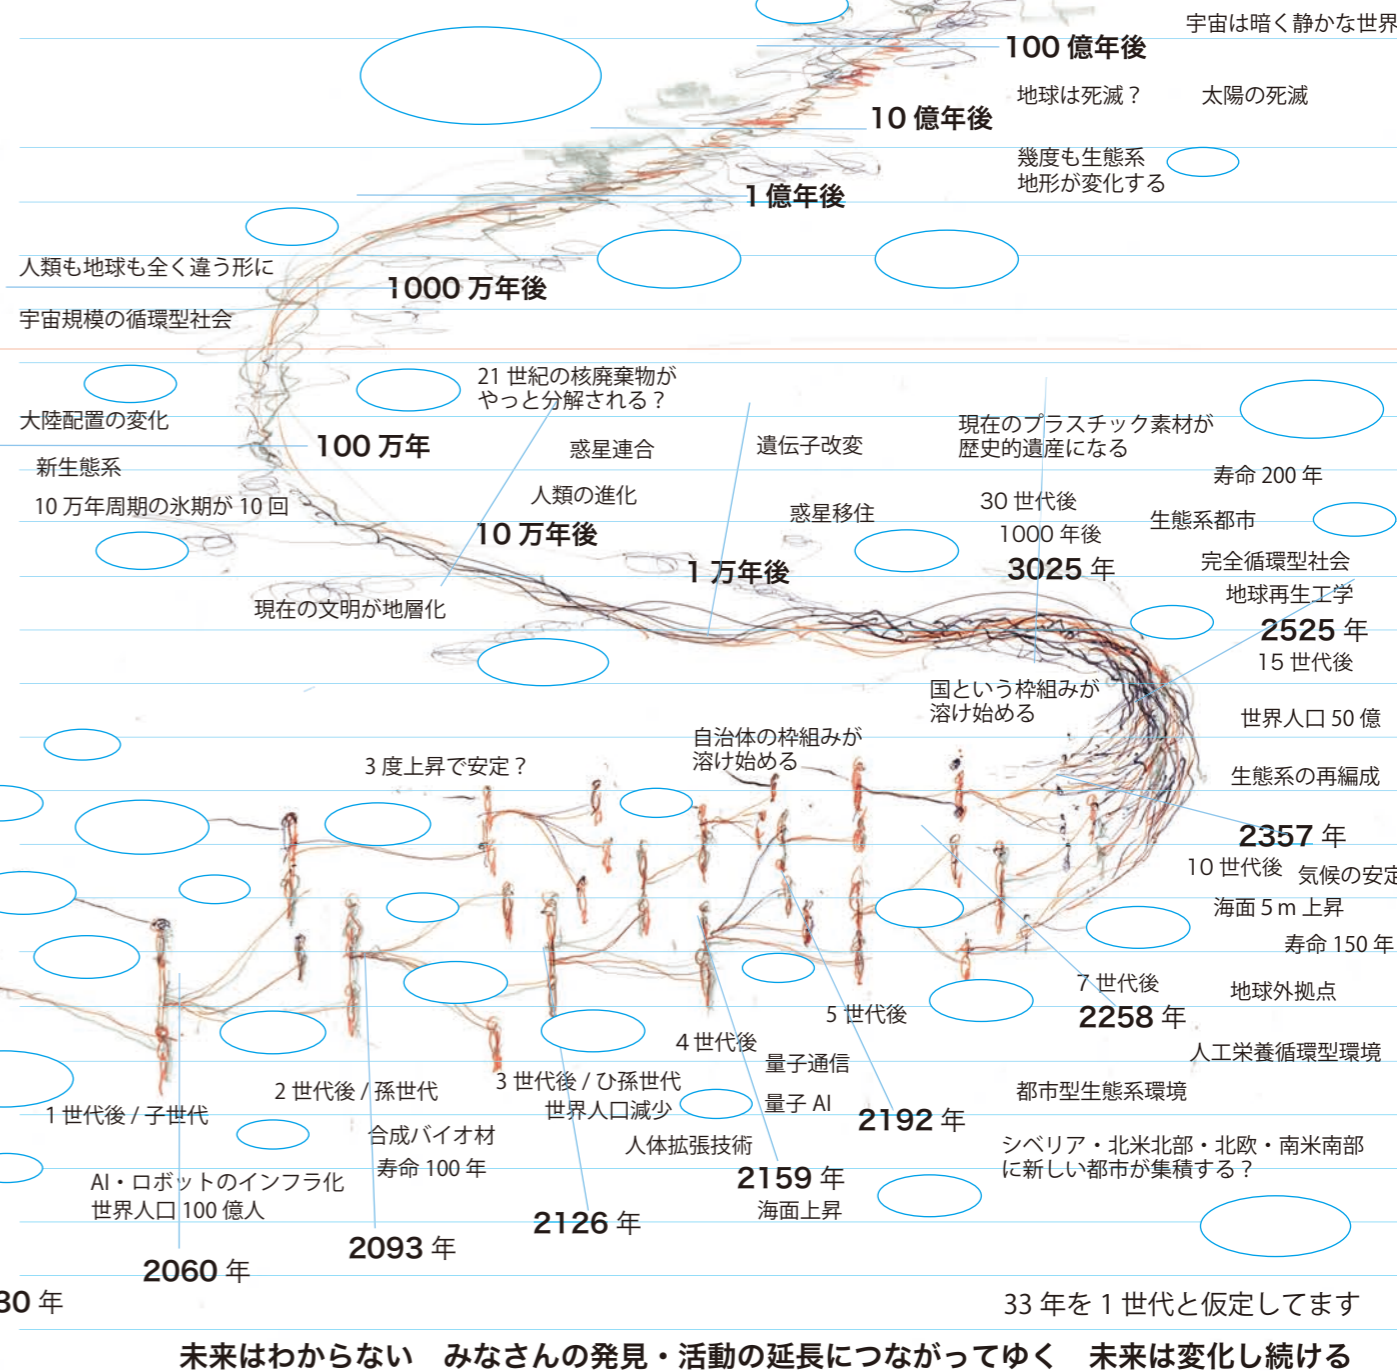 宇宙は暗く静かな世界
100 億年後
地球は死滅？
太陽の死滅
10 億年後
幾度も生態系
地形が変化する
1 億年後
人類も地球も全く違う形に
1000 万年後
宇宙規模の循環型社会
21 世紀の核廃棄物が
やっと分解される？
大陸配置の変化
現在のプラスチック素材が
歴史的遺産になる
100 万年
惑星連合
遺伝子改変
新生態系
寿命 200 年
人類の進化
30 世代後
10 万年周期の氷期が 10 回
惑星移住
生態系都市
10 万年後
1000 年後
完全循環型社会
1 万年後
3025 年
地球再生工学
現在の文明が地層化
2525 年
15 世代後
国という枠組みが
溶け始める
世界人口 50 億
自治体の枠組みが
溶け始める
3 度上昇で安定？
生態系の再編成
2357 年
10 世代後
気候の安定
海面 5 m 上昇
寿命 150 年
7 世代後
地球外拠点
2258 年
5 世代後
4 世代後
人工栄養循環型環境
量子通信
3 世代後 / ひ孫世代
2 世代後 / 孫世代
都市型生態系環境
量子 AI
世界人口減少
1 世代後 / 子世代
2192 年
合成バイオ材
人体拡張技術
シベリア・北米北部・北欧・南米南部
に新しい都市が集積する？
寿命 100 年
2159 年
AI・ロボットのインフラ化
世界人口 100 億人
海面上昇
2126 年
2093 年
2060 年
30 年
33 年を 1 世代と仮定してます
未来はわからない　みなさんの発見・活動の延長につながってゆく　未来は変化し続ける